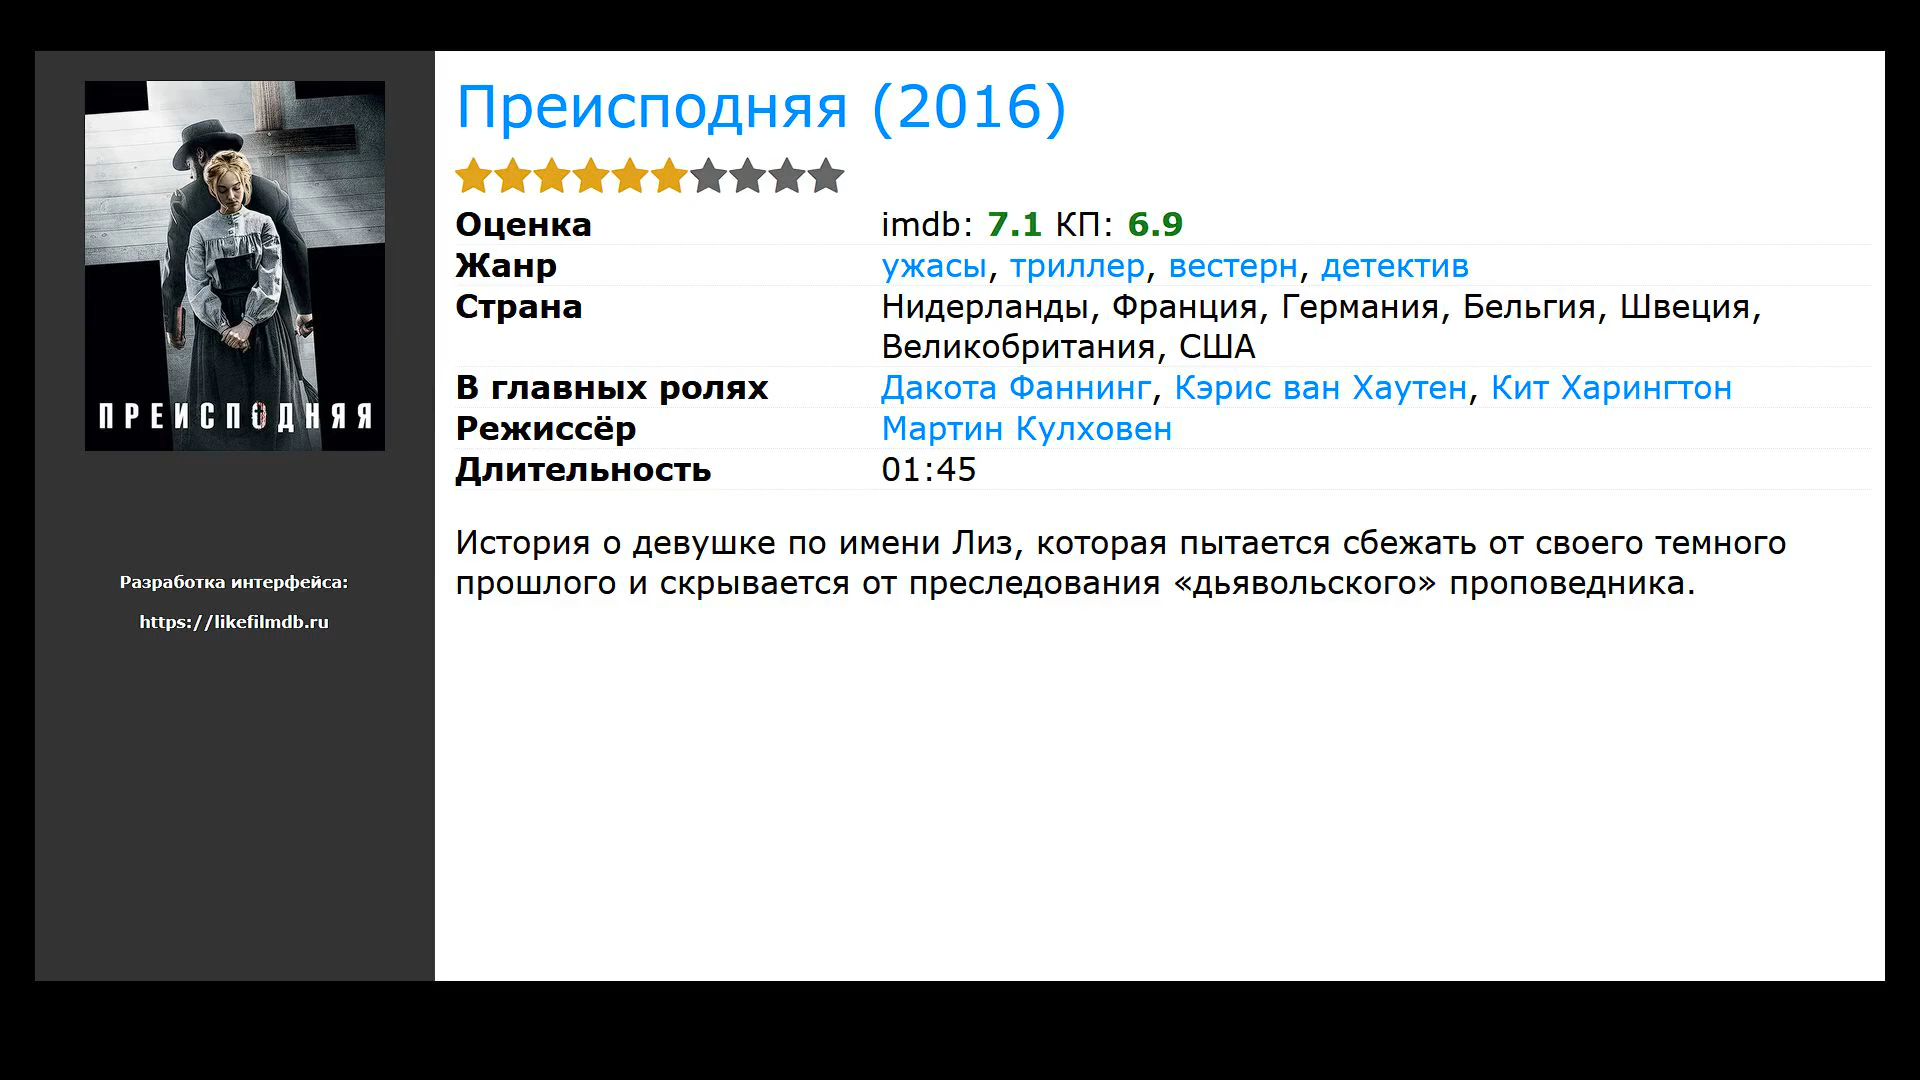 ПРЕИСПОДНЯЯ
Разработка интерфейса:
https://likefilmdb.ru
Преисподняя (2016)
Оценка imdb: 7.1 КП: 6.9
Жанр ужасы, триллер, вестерн, детектив
Страна Нидерланды, Франция, Германия, Бельгия, Швеция,
Великобритания, США
В главных ролях Дакота Фаннинг, Кэрис ван Хаутен, Кит Харингтон
Режиссёр Мартин Кулховен
Длительность 01:45
История о девушке по имени Лиз, которая пытается сбежать от своего темного
прошлого и скрывается от преследования «дьявольского» проповедника.